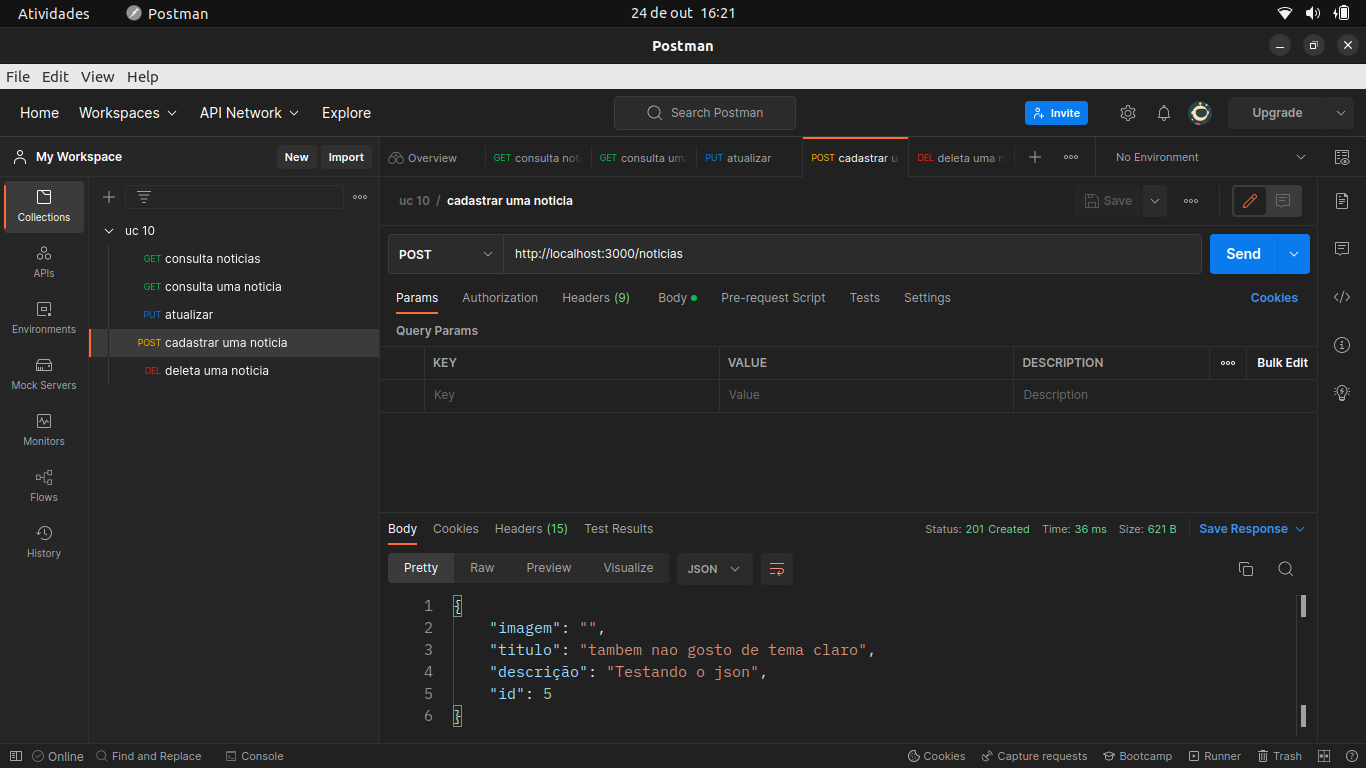 Atividades Postman 24 de out 16:21
Postman
File Edit View Help
Home Workspaces API Network Explore Search Postman Invite Upgrade
My Workspace New Import Overview GET consulta not GET consulta um PUT atualizar POST cadastrar u DEL deleta uma n No Environment
uc 10 / cadastrar uma noticia Save
Collections
APIs
Environments
Mock Servers
Monitors
Flows
History
uc 10
GET consulta noticias
GET consulta uma noticia
PUT atualizar
POST cadastrar uma noticia
DEL deleta uma noticia
POST http://localhost:3000/noticias Send
Params Authorization Headers (9) Body Pre-request Script Tests Settings Cookies
Query Params
KEY VALUE DESCRIPTION Bulk Edit
Key Value Description
Body Cookies Headers (15) Test Results Status: 201 Created Time: 36 ms Size: 621 B Save Response
Pretty Raw Preview Visualize JSON
1 {
2 "imagem": "",
3 "titulo": "tambem nao gosto de tema claro",
4 "descrição": "Testando o json",
5 "id": 5
6 }
Online Find and Replace Console Cookies Capture requests Bootcamp Runner Trash